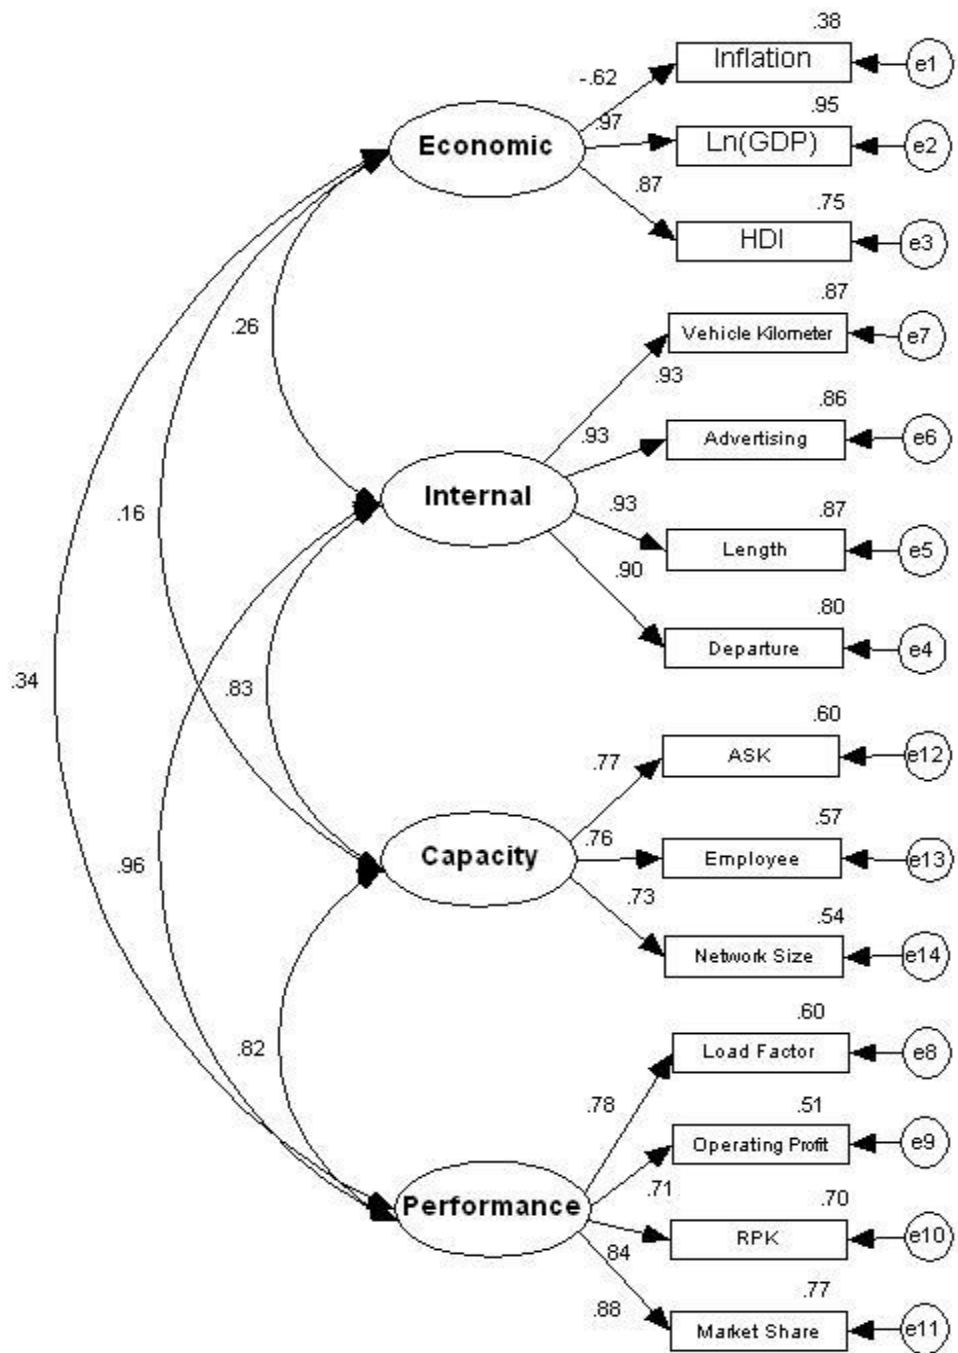 .38
Inflation
e1
-.62
.95
.97
Ln(GDP)
e2
Economic
.87
.75
HDI
e3
.87
.26
Vehicle Kilometer
e7
.93
.86
.93
Advertising
e6
Internal
.93
.87
.16
Length
e5
.90
.80
Departure
e4
.34
.83
.60
.77
ASK
e12
.57
.76
Capacity
Employee
e13
.96
.73
.54
Network Size
e14
.60
.82
Load Factor
e8
.78
.51
Operating Profit
e9
.71
.70
Performance
RPK
e10
84
.77
.88
Market Share
e11